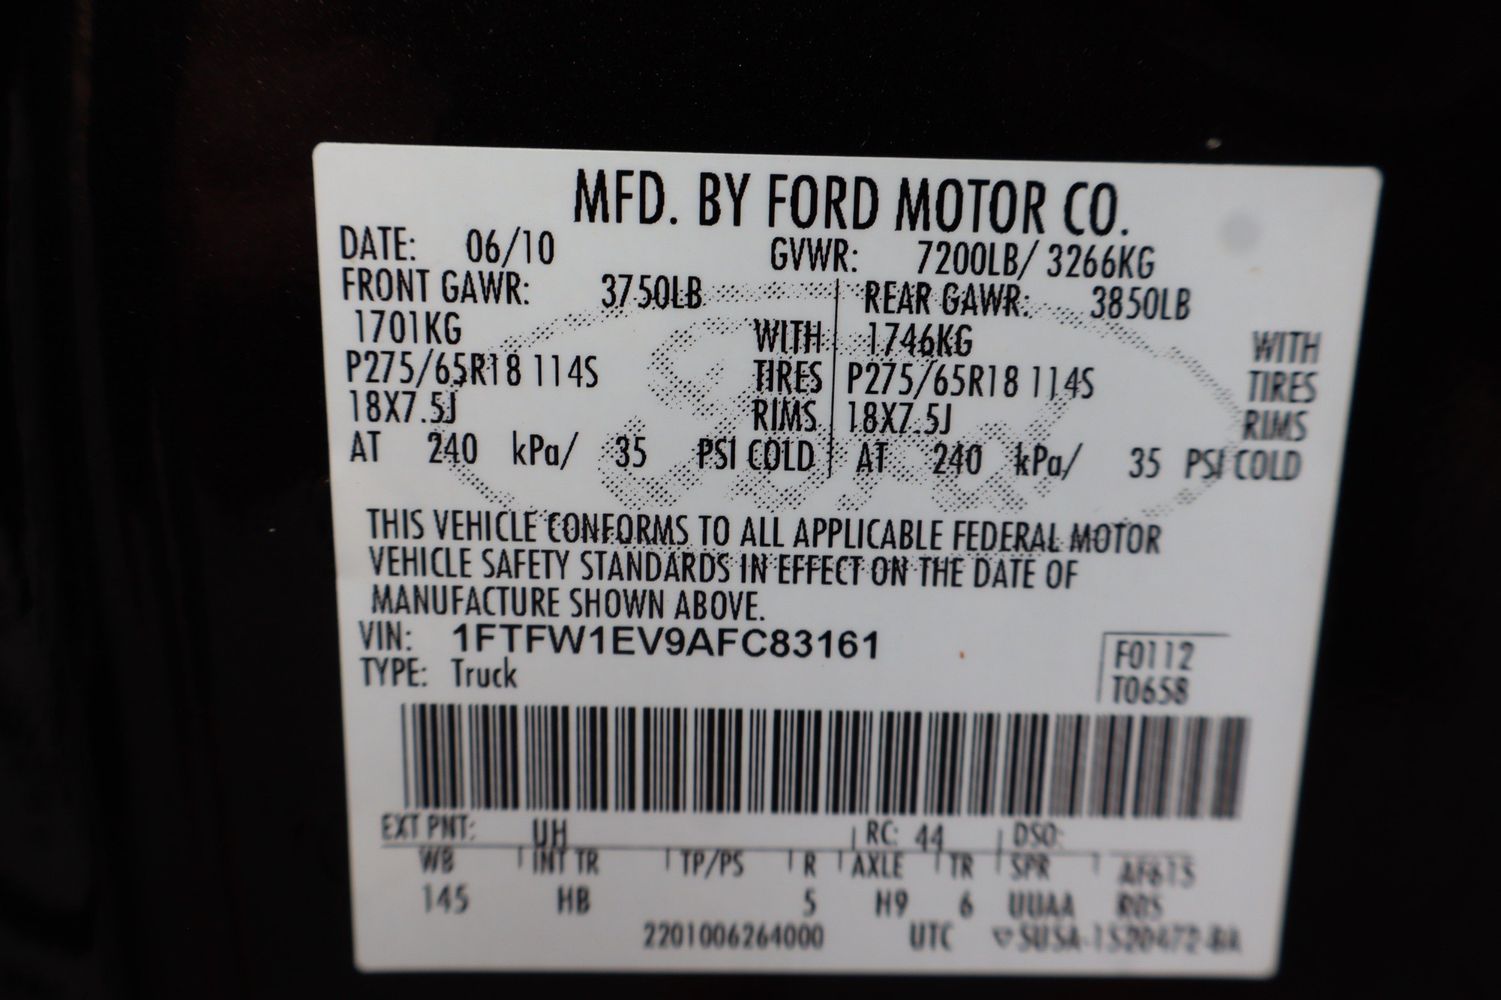 MFD. BY FORD MOTOR CO.
DATE: 06/10 GVWR: 7200LB/ 3266KG
FRONT GAWR: 3750LB REAR GAWR: 3850LB
1701KG WITH 1746KG WITH
P275/65R18 114S TIRES P275/65R18 114S TIRES
18X7.5J RIMS 18X7.5J RIMS
AT 240 kPa/ 35 PSI COLD AT 240 kPa/ 35 PSI COLD
THIS VEHICLE CONFORMS TO ALL APPLICABLE FEDERAL MOTOR
VEHICLE SAFETY STANDARDS IN EFFECT ON THE DATE OF
MANUFACTURE SHOWN ABOVE.
VIN: 1FTFW1EV9AFC83161
F0112
TYPE: Truck
T0658
EXT PNT: UH RC: 44 DSO:
WB INT TR TP/PS R AXLE TR SPR AF615
145 HB 5 H9 6 UUAA R05
2201006264000 UTC